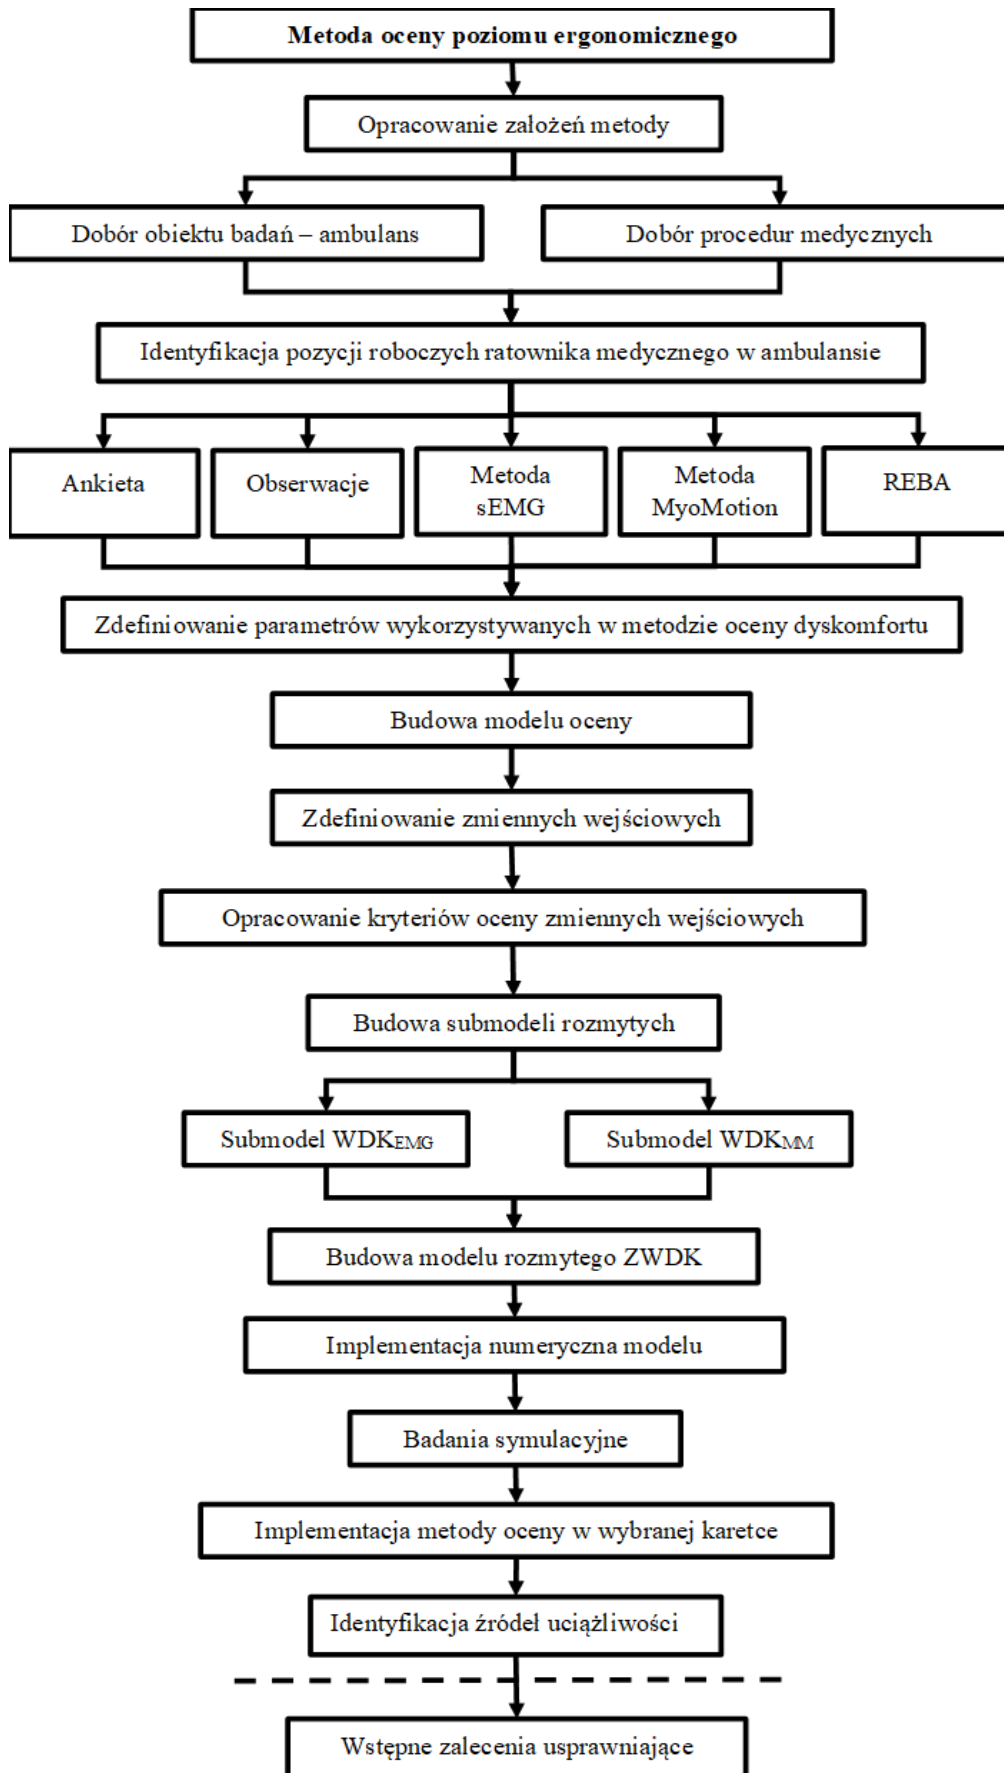 Metoda oceny poziomu ergonomicznego
Opracowanie założeń metody
Dobór obiektu badań – ambulans
Dobór procedur medycznych
Identyfikacja pozycji roboczych ratownika medycznego w ambulansie
Ankieta
Obserwacje
Metoda
sEMG
Metoda
MyoMotion
REBA
Zdefiniowanie parametrów wykorzystywanych w metodzie oceny dyskomfortu
Budowa modelu oceny
Zdefiniowanie zmiennych wejściowych
Opracowanie kryteriów oceny zmiennych wejściowych
Budowa submodeli rozmytych
Submodel WDKEMG
Submodel WDKMM
Budowa modelu rozmytego ZWDK
Implementacja numeryczna modelu
Badania symulacyjne
Implementacja metody oceny w wybranej karetce
Identyfikacja źródeł uciążliwości
Wstępne zalecenia usprawniające